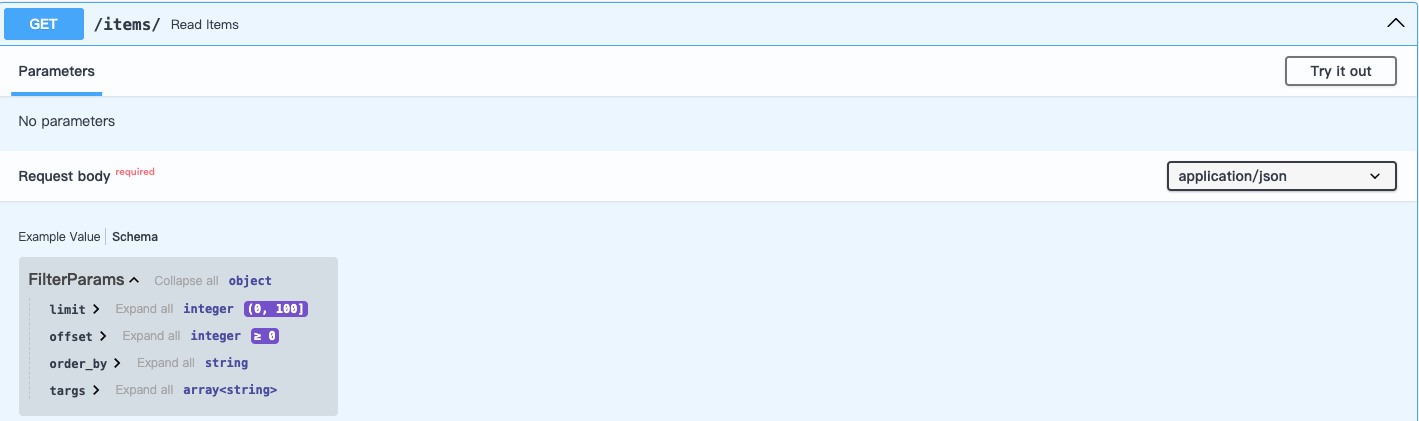 GET /items/ Read Items
Parameters
Try it out
No parameters
Request body required
application/json
Example Value Schema
FilterParams Collapse all object
limit Expand all integer (0, 100]
offset Expand all integer ≥ 0
order_by Expand all string
targs Expand all array<string>